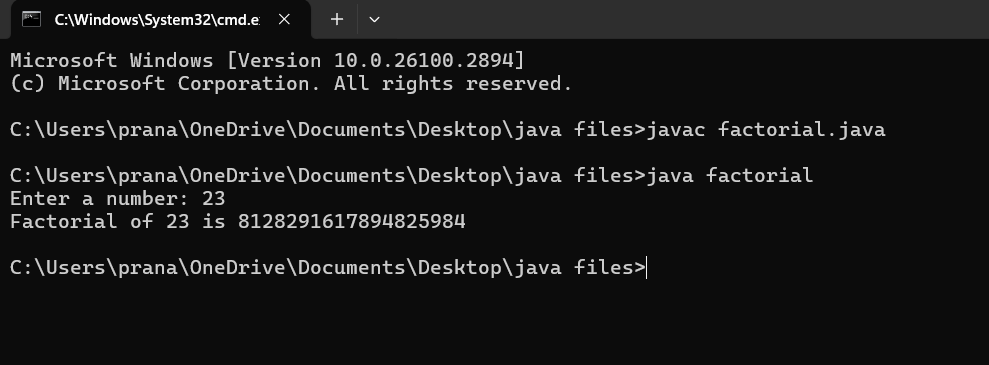 C:\Windows\System32\cmd.e
Microsoft Windows [Version 10.0.26100.2894]
(c) Microsoft Corporation. All rights reserved.
C:\Users\prana\OneDrive\Documents\Desktop\java files>javac factorial.java
C:\Users\prana\OneDrive\Documents\Desktop\java files>java factorial
Enter a number: 23
Factorial of 23 is 8128291617894825984
C:\Users\prana\OneDrive\Documents\Desktop\java files>